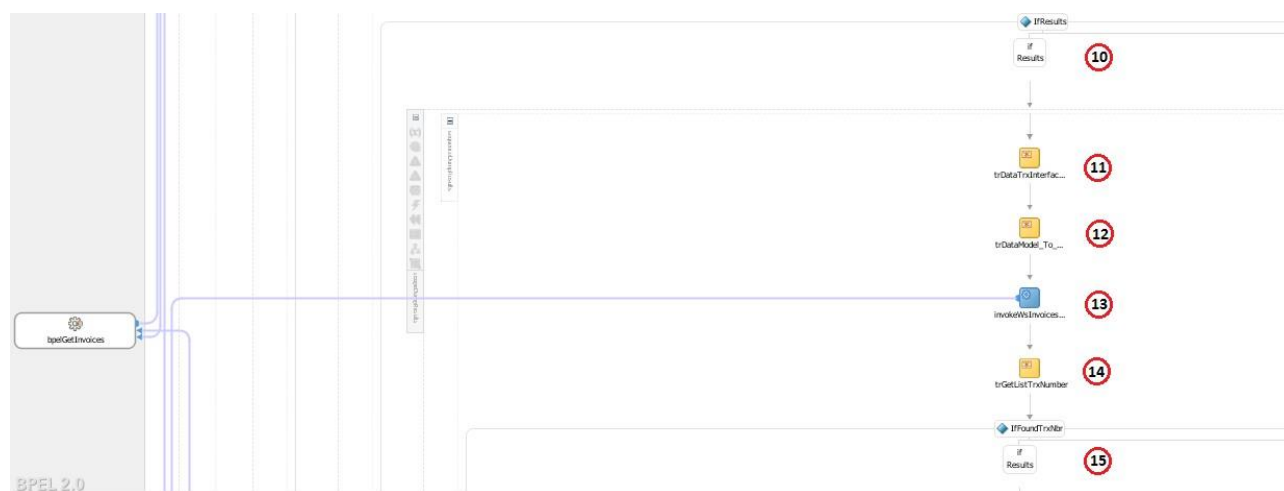 IfResults
if
Results
10
trDataTrxInterfac...
11
trDataModel_To_...
12
invokeWsInvoices...
13
bpelGetInvoices
trGetListTrxNumber
14
IfFoundTrxNbr
if
Results
15
BPEL 2.0